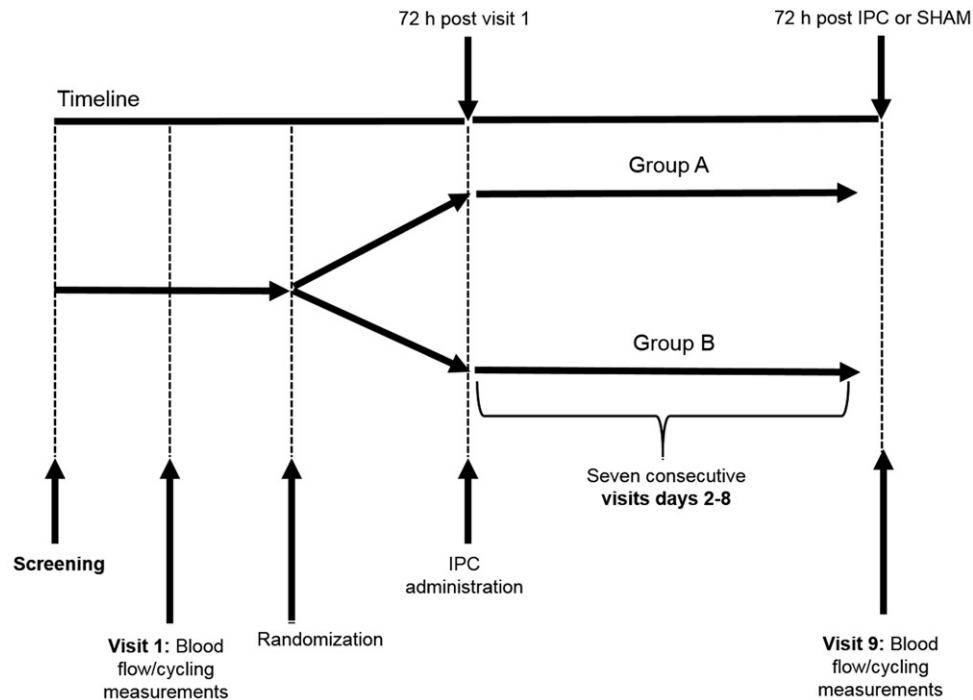 72 h post visit 1
72 h post IPC or SHAM
Timeline
Group A
Group B
Seven consecutive
visits days 2-8
Screening
IPC
administration
Visit 1: Blood
flow/cycling
measurements
Randomization
Visit 9: Blood
flow/cycling
measurements